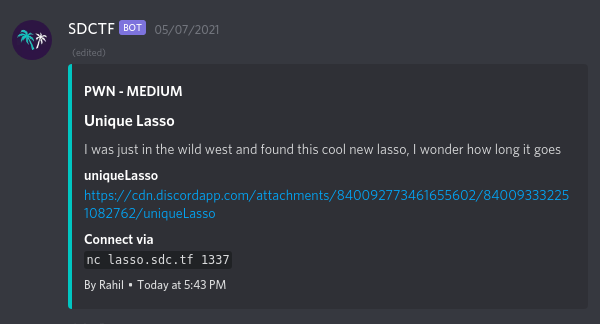 SDCTF BOT 05/07/2021
(edited)
PWN - MEDIUM
Unique Lasso
I was just in the wild west and found this cool new lasso, I wonder how long it goes
uniqueLasso
https://cdn.discordapp.com/attachments/840092773461655602/84009333225
1082762/uniqueLasso
Connect via
nc lasso.sdc.tf 1337
By Rahil • Today at 5:43 PM